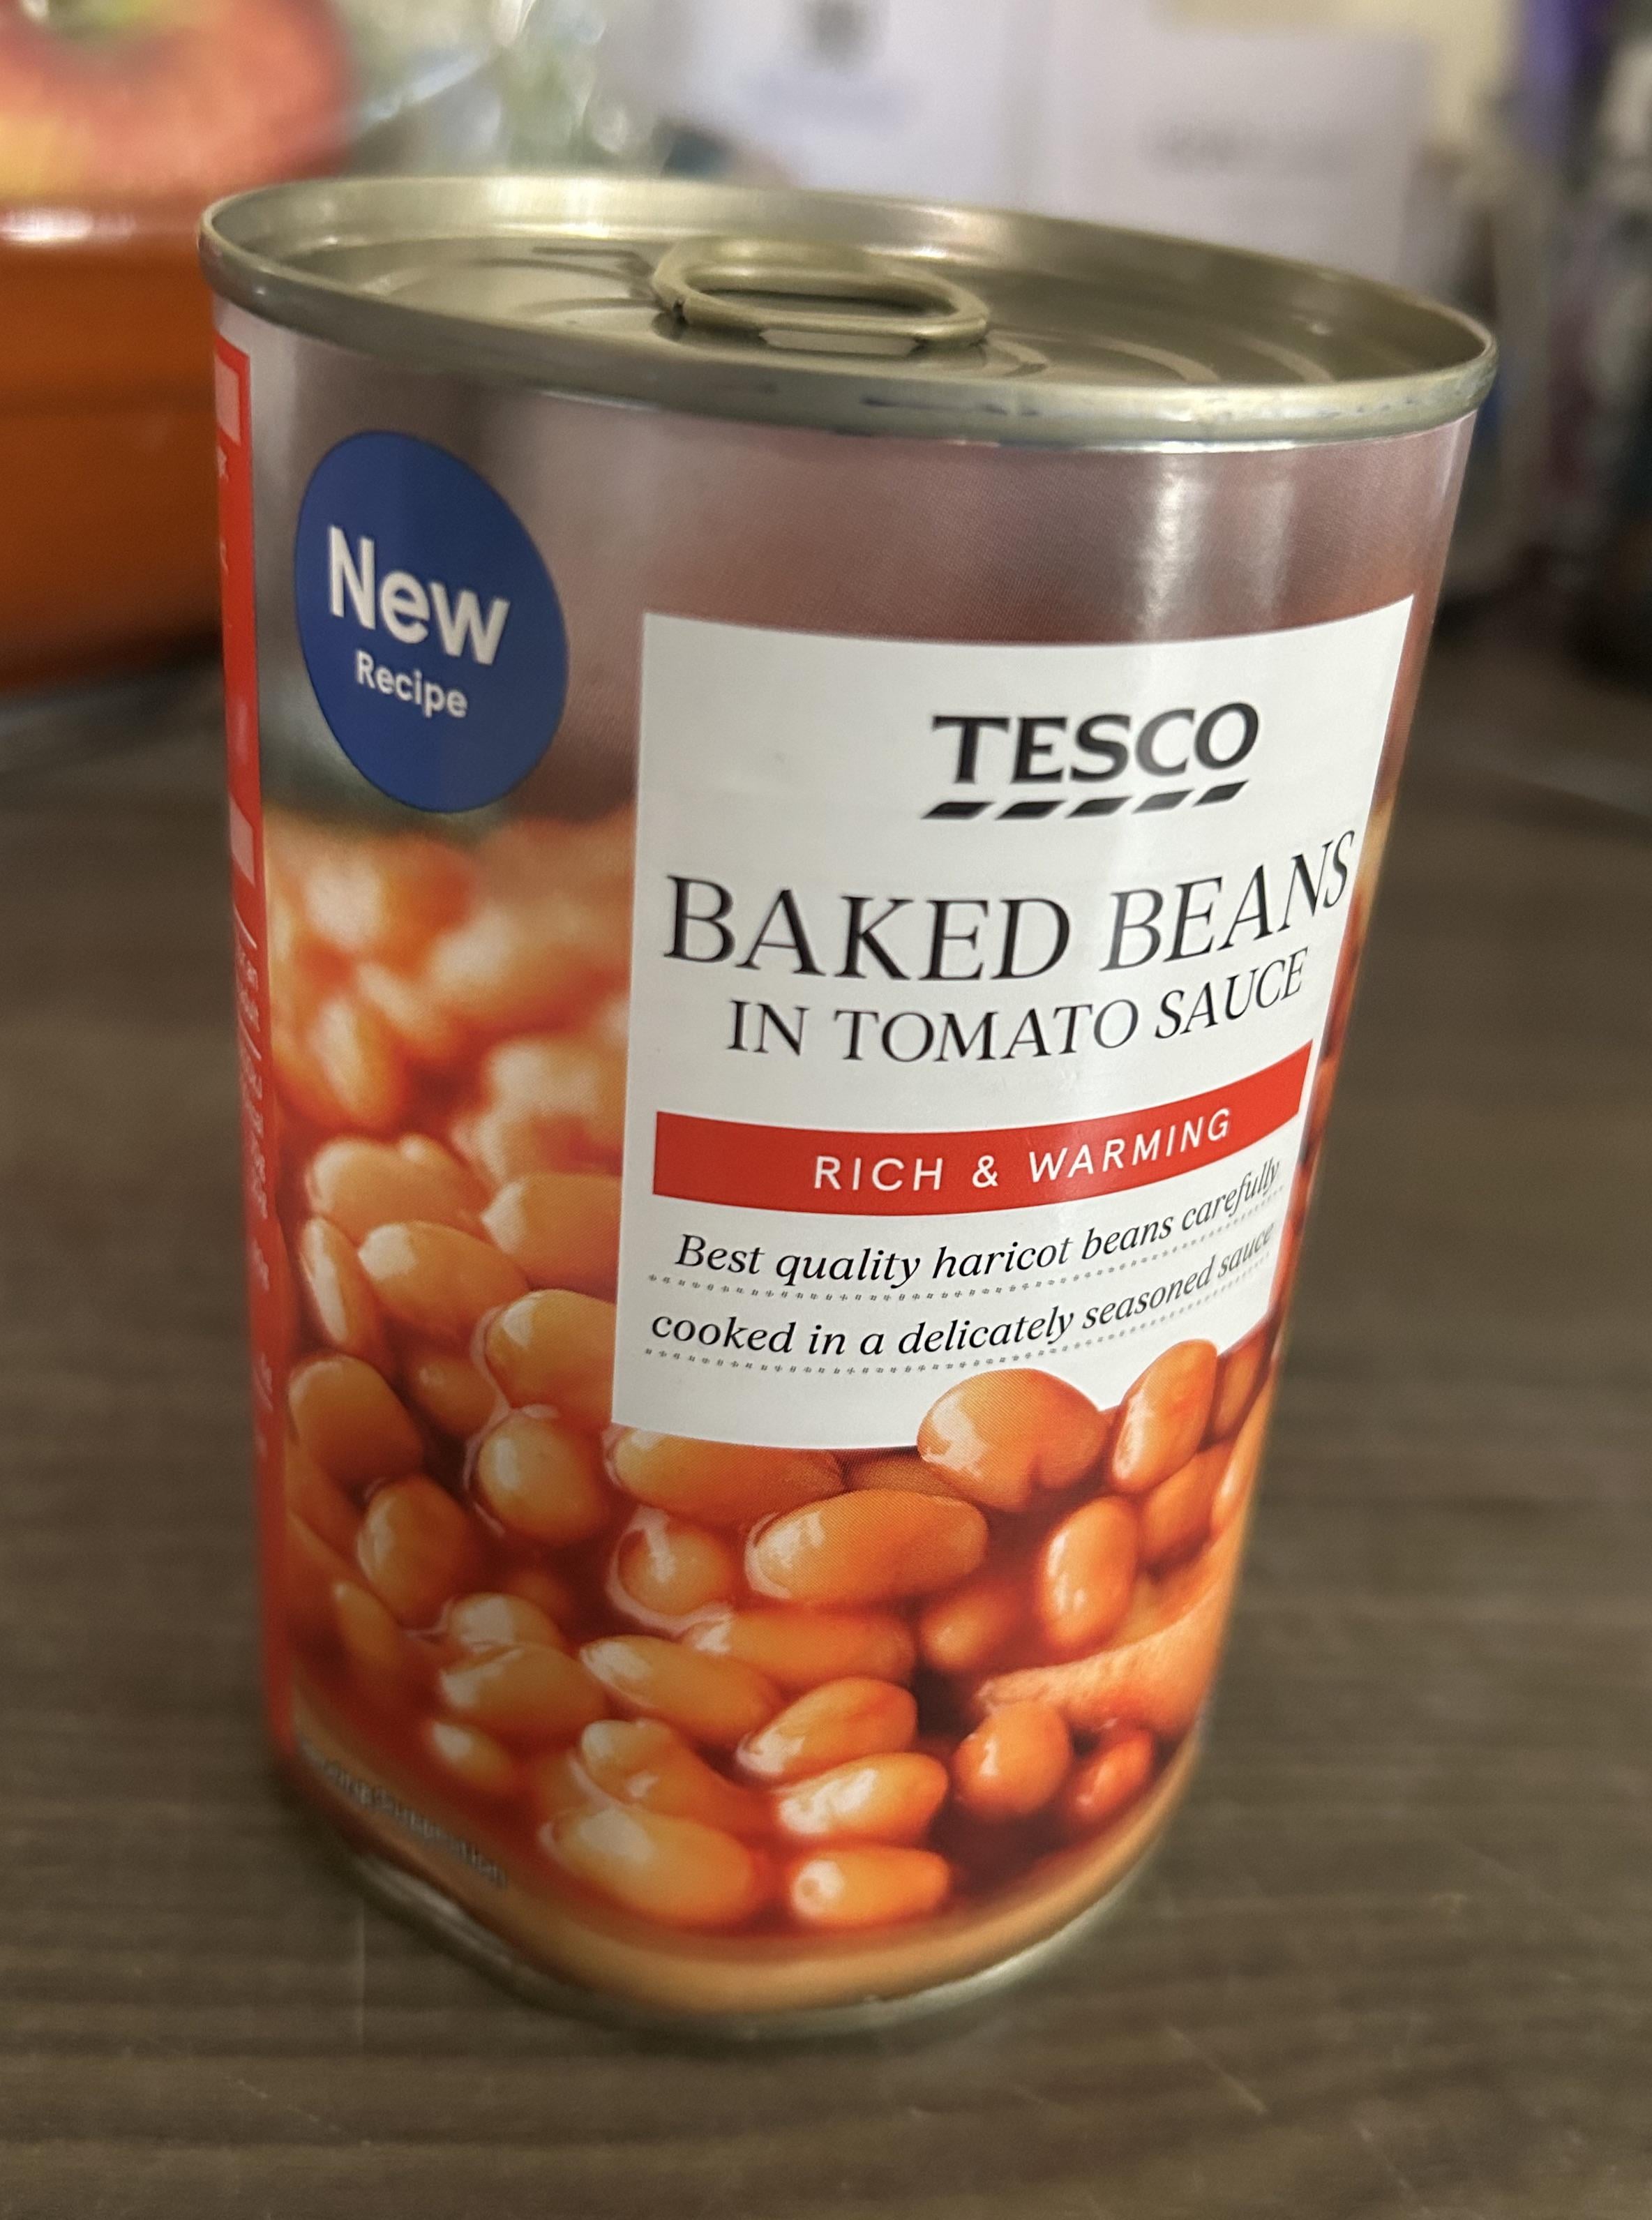 New
Recipe
TESCO
BAKED BEANS
IN TOMATO SAUCE
RICH & WARMING
Best quality haricot beans carefully
cooked in a delicately seasoned sauce